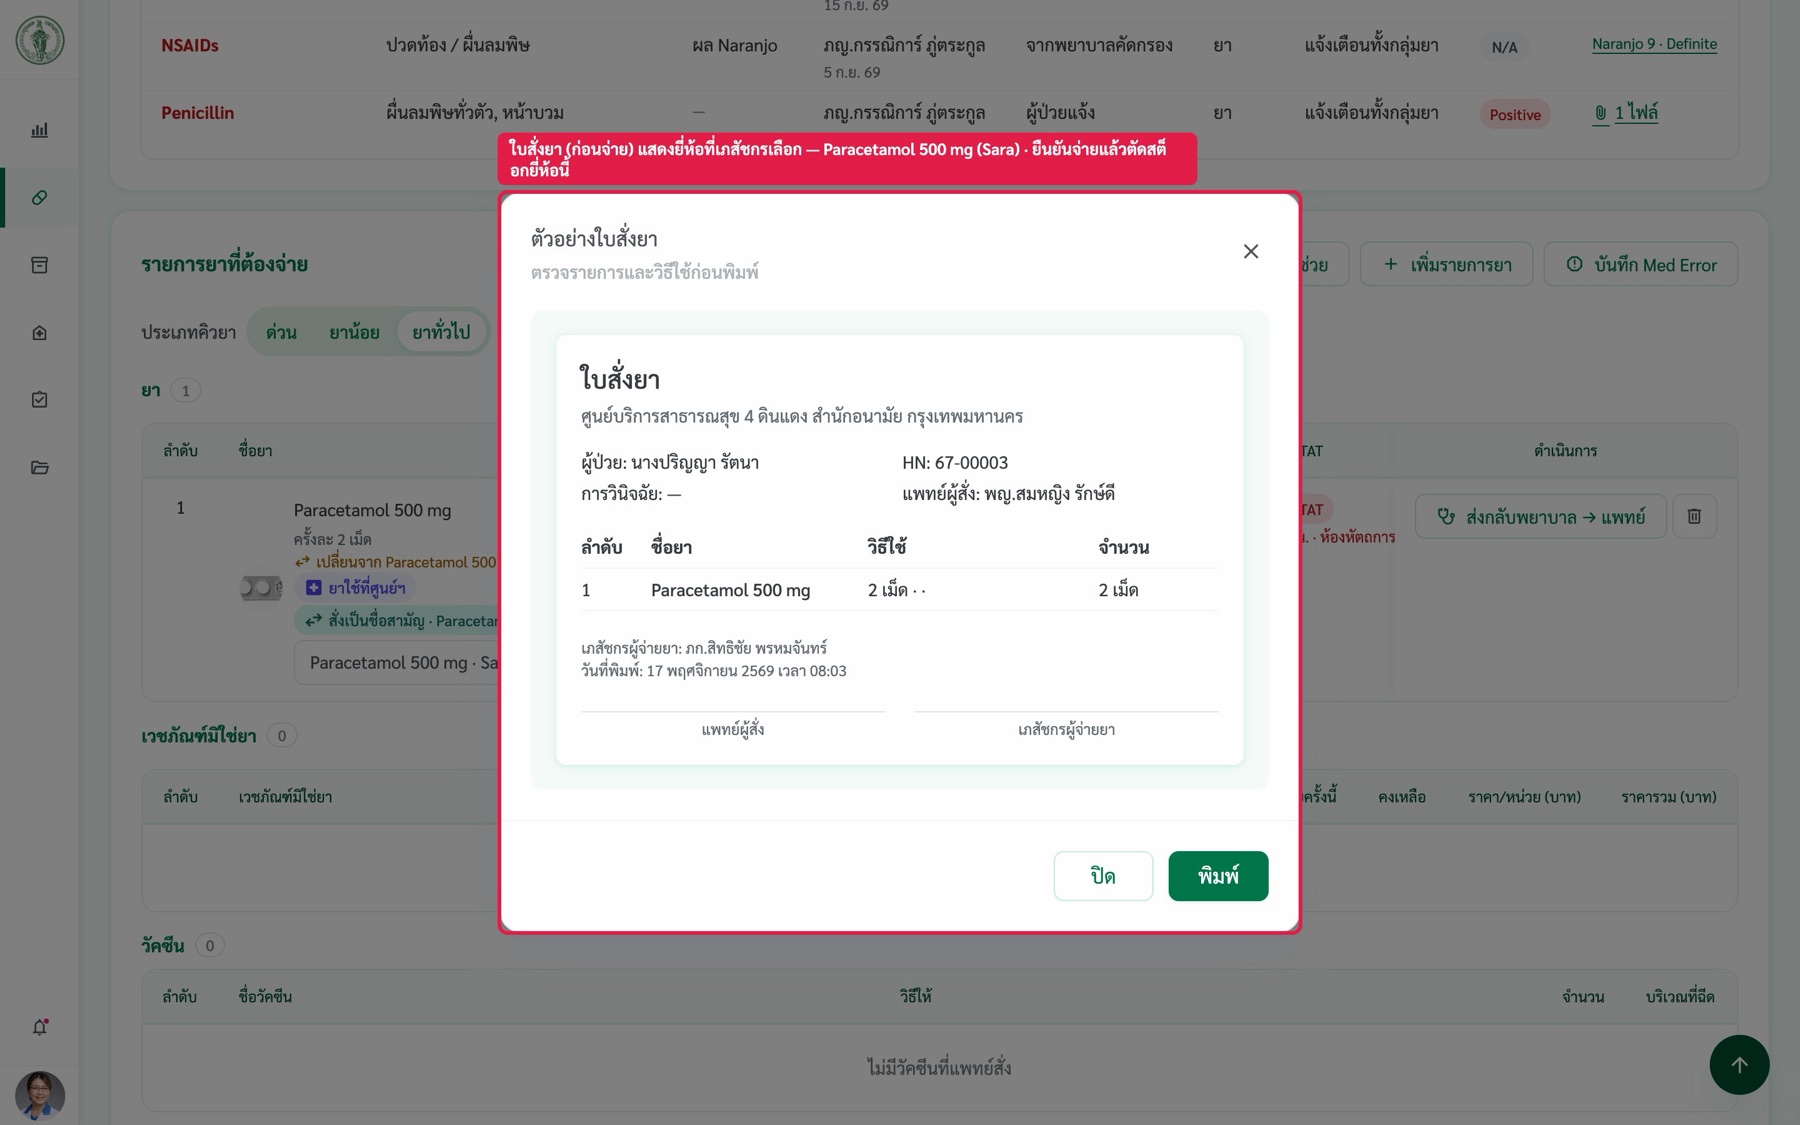 15 ก.ย. 69
NSAIDs ปวดท้อง / ผื่นลมพิษ ผล Naranjo ภญ.กรรณิการ์ ภู่ตระกูล จากพยาบาลคัดกรอง ยา แจ้งเตือนทั้งกลุ่มยา N/A Naranjo 9 · Definite
5 ก.ย. 69
Penicillin ผื่นลมพิษทั่วตัว, หน้าบวม — ภญ.กรรณิการ์ ภู่ตระกูล ผู้ป่วยแจ้ง ยา แจ้งเตือนทั้งกลุ่มยา Positive 1 ไฟล์
ใบสั่งยา (ก่อนจ่าย) แสดงยี่ห้อที่เภสัชกรเลือก — Paracetamol 500 mg (Sara) · ยืนยันจ่ายแล้วตัดสต็
อกยี่ห้อนี้
ตัวอย่างใบสั่งยา
ตรวจรายการและวิธีใช้ก่อนพิมพ์
รายการยาที่ต้องจ่าย
ช่วย + เพิ่มรายการยา บันทึก Med Error
ประเภทคิวยา ด่วน ยาน้อย ยาทั่วไป
ใบสั่งยา
ศูนย์บริการสาธารณสุข 4 ดินแดง สำนักอนามัย กรุงเทพมหานคร
ผู้ป่วย: นางปริญญา รัตนา HN: 67-00003
การวินิจฉัย: — แพทย์ผู้สั่ง: พญ.สมหญิง รักษ์ดี
ลำดับ ชื่อยา วิธีใช้ จำนวน
1 Paracetamol 500 mg 2 เม็ด · · 2 เม็ด
เภสัชกรผู้จ่ายยา: ภก.สิทธิชัย พรหมจันทร์
วันที่พิมพ์: 17 พฤศจิกายน 2569 เวลา 08:03
แพทย์ผู้สั่ง เภสัชกรผู้จ่ายยา
ปิด พิมพ์
ยา 1
ลำดับ ชื่อยา TAT ดำเนินการ
1 Paracetamol 500 mg
ครั้งละ 2 เม็ด
เปลี่ยนจาก Paracetamol 500
ยาใช้ที่ศูนย์ฯ
สั่งเป็นชื่อสามัญ ·
Paracetamol 500 mg ·
TAT
· ห้องหัตถการ
ส่งกลับพยาบาล → แพทย์
เวชภัณฑ์มิใช่ยา 0
ลำดับ เวชภัณฑ์มิใช่ยา ครั้งนี้ คงเหลือ ราคา/หน่วย (บาท) ราคารวม (บาท)
วัคซีน 0
ลำดับ ชื่อวัคซีน วิธีให้ จำนวน บริเวณที่ฉีด
ไม่มีวัคซีนที่แพทย์สั่ง